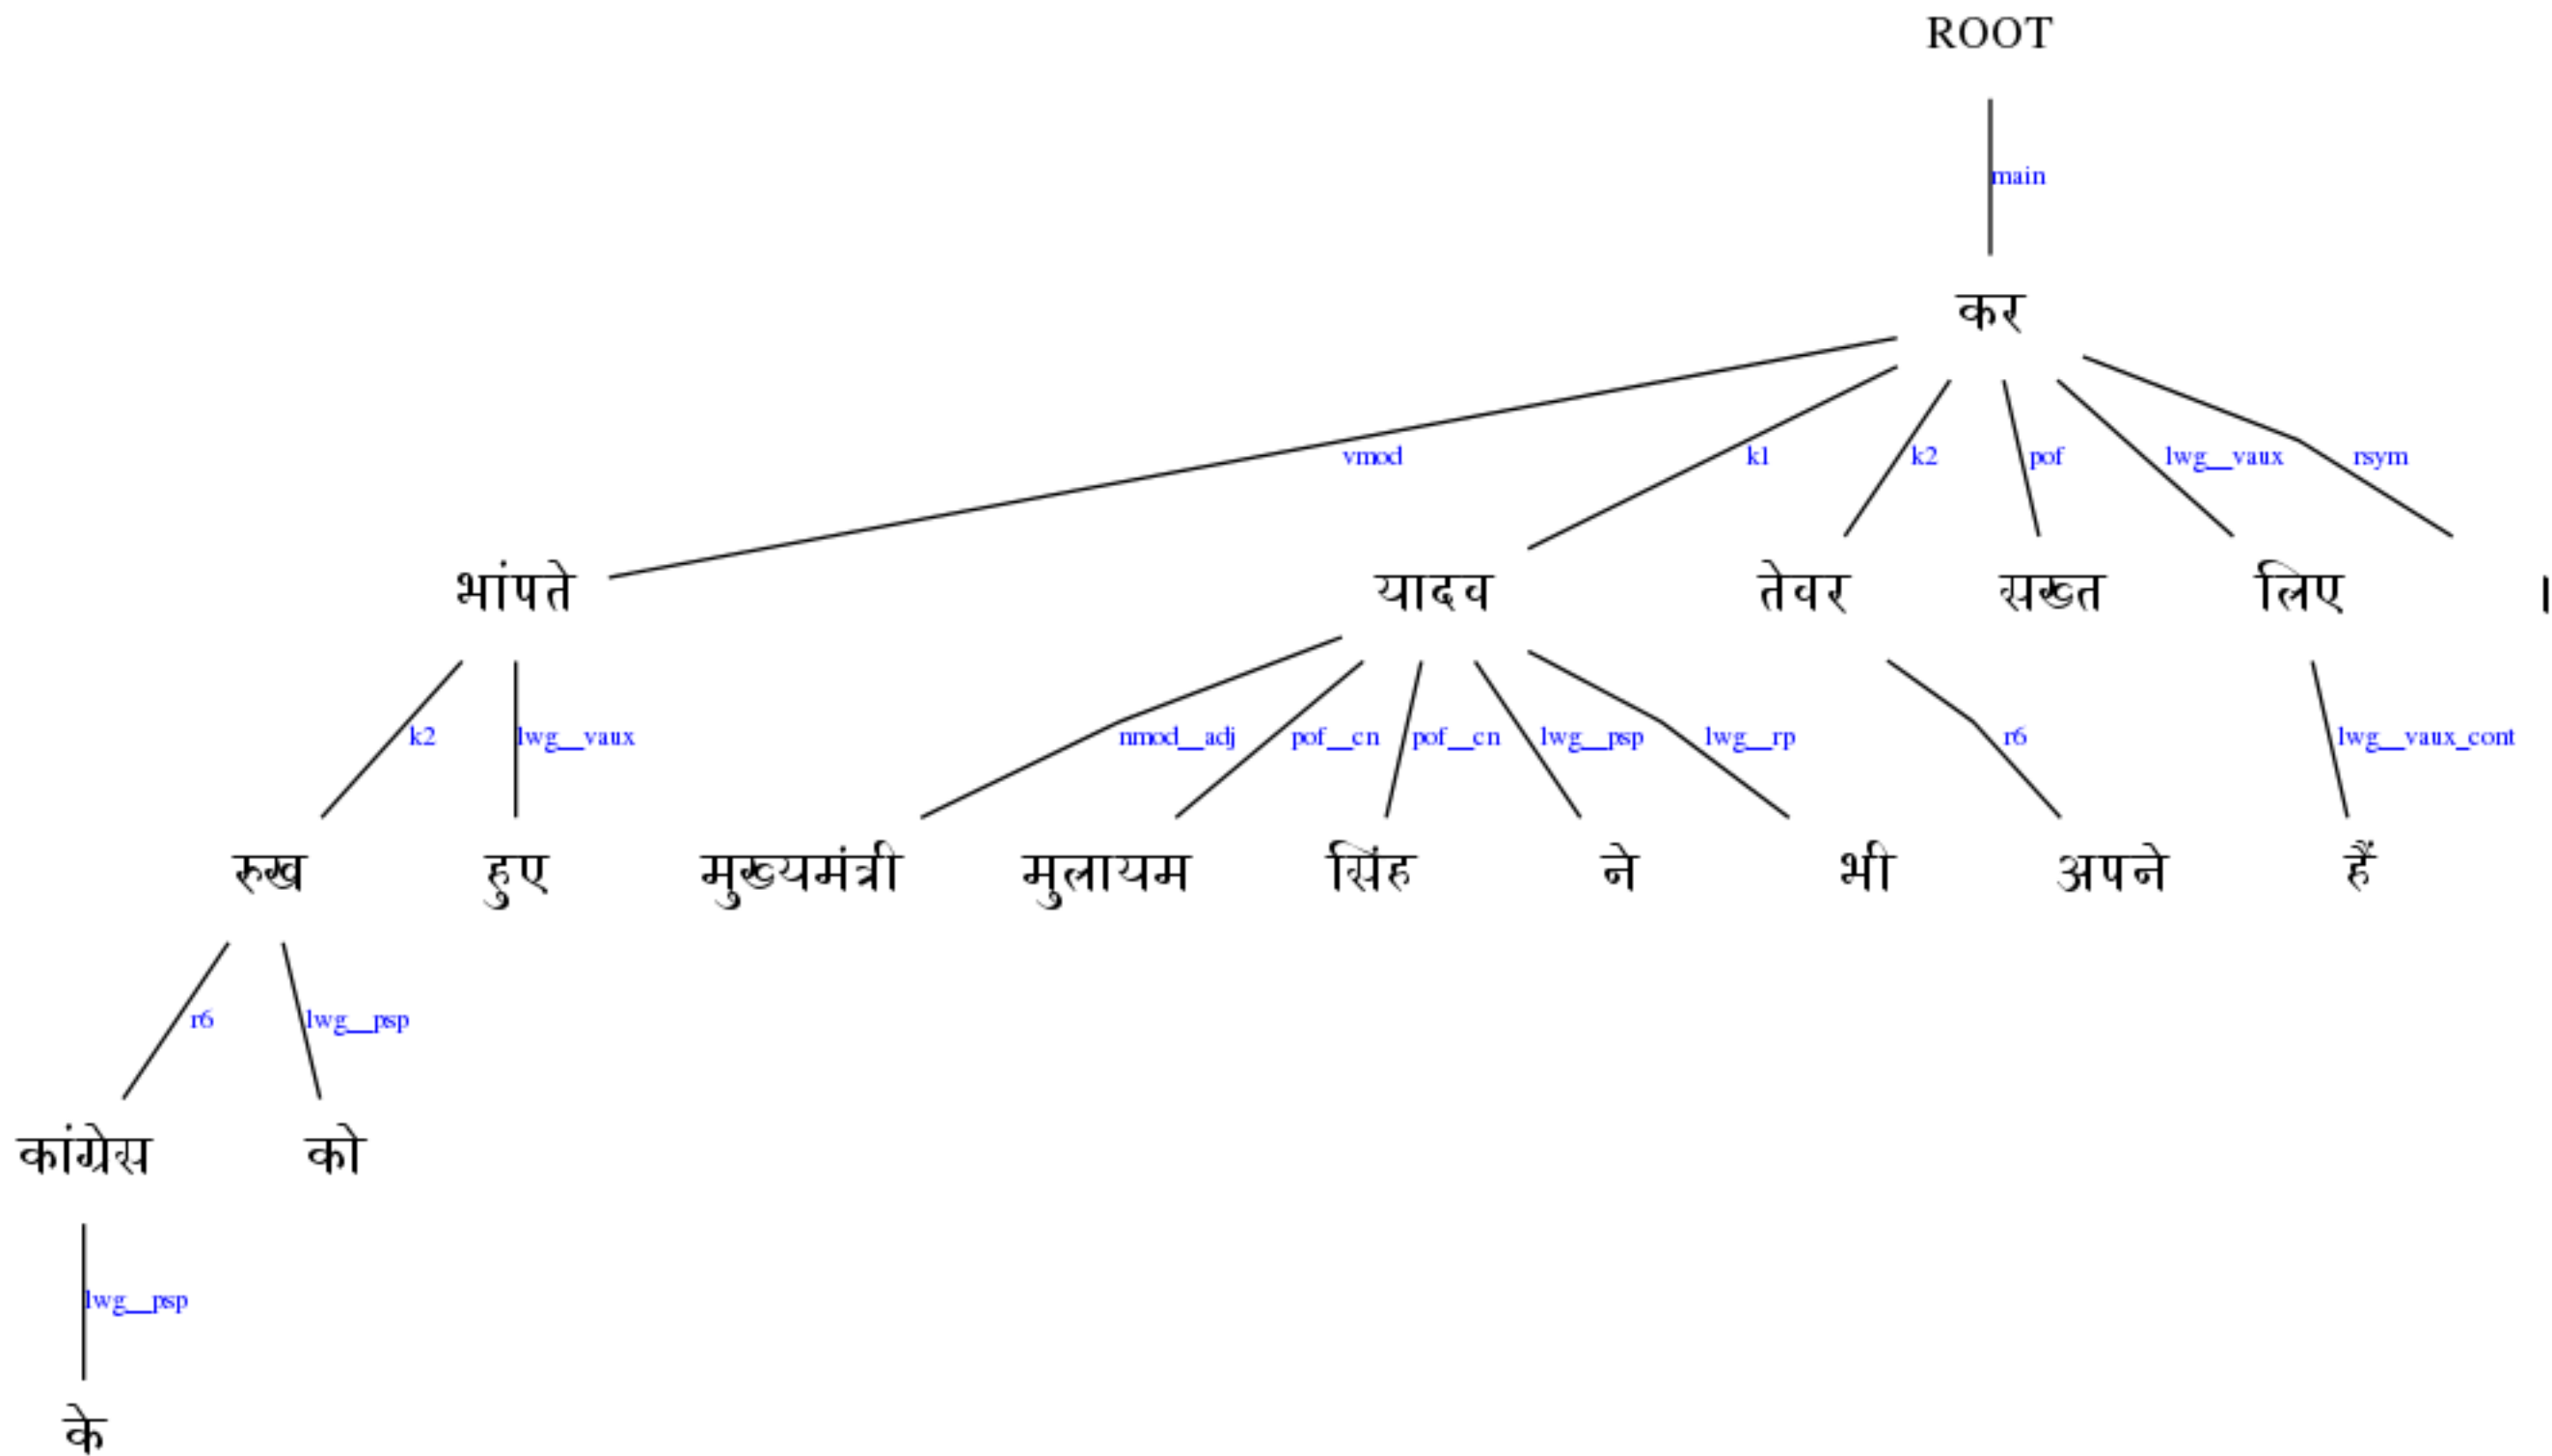 ROOT
main
कर
vmod k1 k2 pof lwg__vaux rsym
भांपते यादव तेवर सख्त लिए ।
k2 lwg__vaux nmod__adj pof__cn pof__cn lwg__psp lwg__rp r6 lwg__vaux_cont
रुख हुए मुख्यमंत्री मुलायम सिंह ने भी अपने हैं
r6 lwg__psp
कांग्रेस को
lwg__psp
के